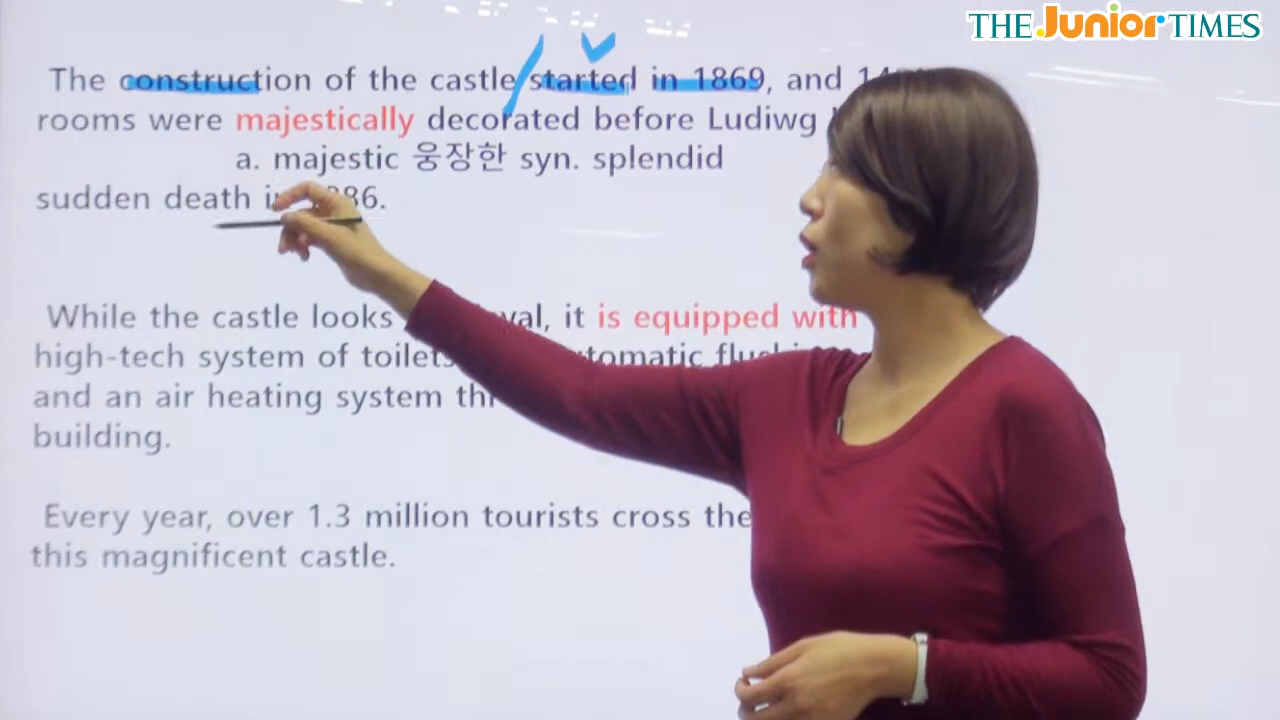 THE Junior TIMES
The construction of the castle started in 1869, and
rooms were majestically decorated before Ludiwg
a. majestic 웅장한 syn. splendid
sudden death
While the castle looks it is equipped with
high-tech system of toilets
and an air heating system
building.
Every year, over 1.3 million tourists cross the
this magnificent castle.